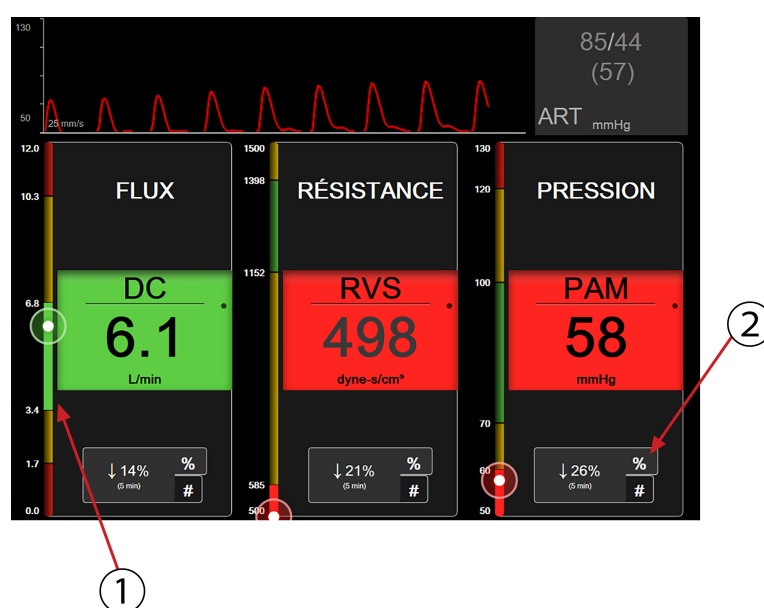 130
50
25 mm/s
85/44
(57)
ART mmHg
12.0
10.3
6.8
3.4
1.7
0.0
FLUX
DC
6.1
L/min
↓14%
(5 min)
%
#
1500
1398
1152
585
500
RÉSISTANCE
RVS
498
dyne-s/cm⁵
↓21%
(5 min)
%
#
130
120
100
70
60
50
PRESSION
PAM
58
mmHg
↓26%
(5 min)
%
#
1
2